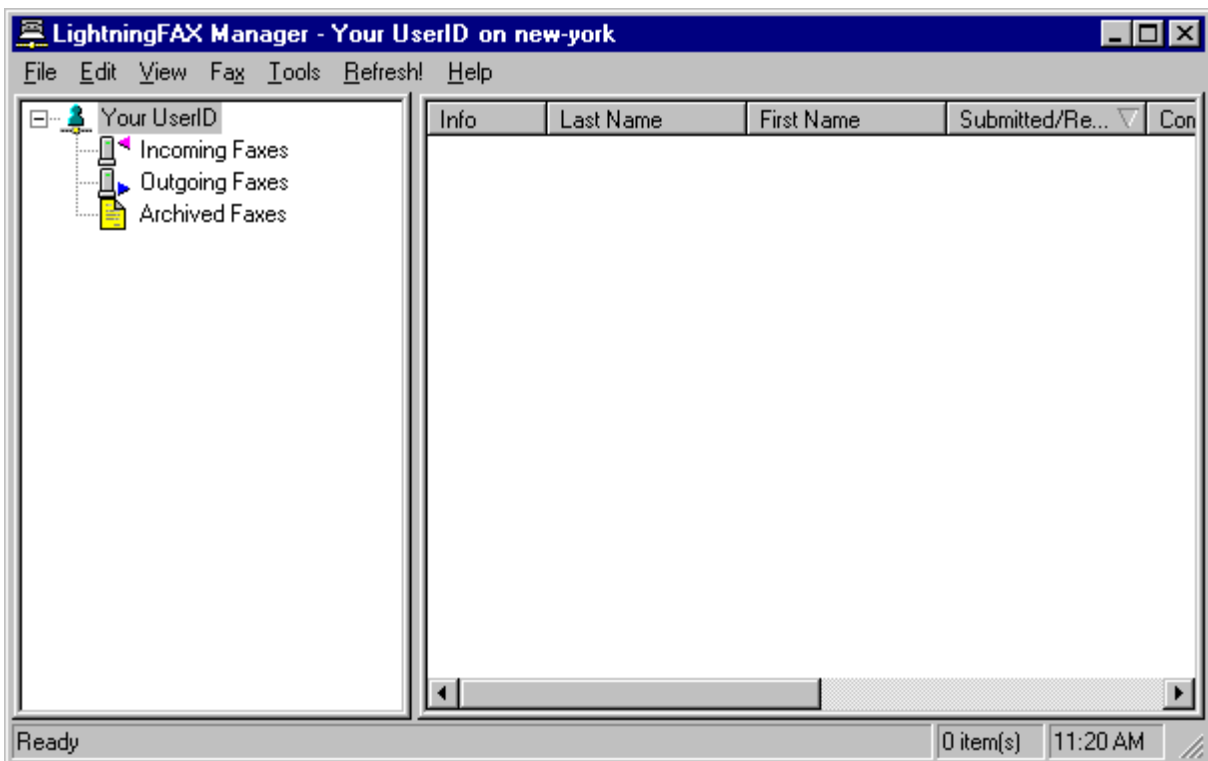 LightningFAX Manager - Your UserID on new-york
File Edit View Fax Tools Refresh! Help
Your UserID
Incoming Faxes
Outgoing Faxes
Archived Faxes
Info Last Name First Name Submitted/Re... Con
Ready 0 item(s) 11:20 AM